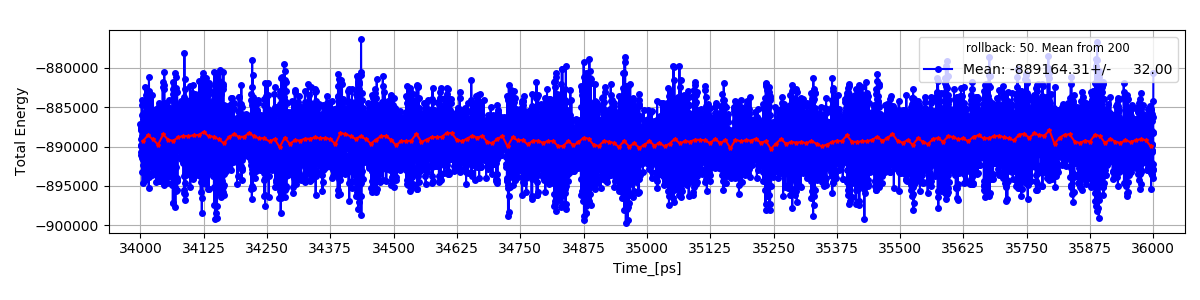 rollback: 50. Mean from 200
Mean: -889164.31+/- 32.00
Total Energy
−880000
−885000
−890000
−895000
−900000
34000 34125 34250 34375 34500 34625 34750 34875 35000 35125 35250 35375 35500 35625 35750 35875 36000
Time_[ps]